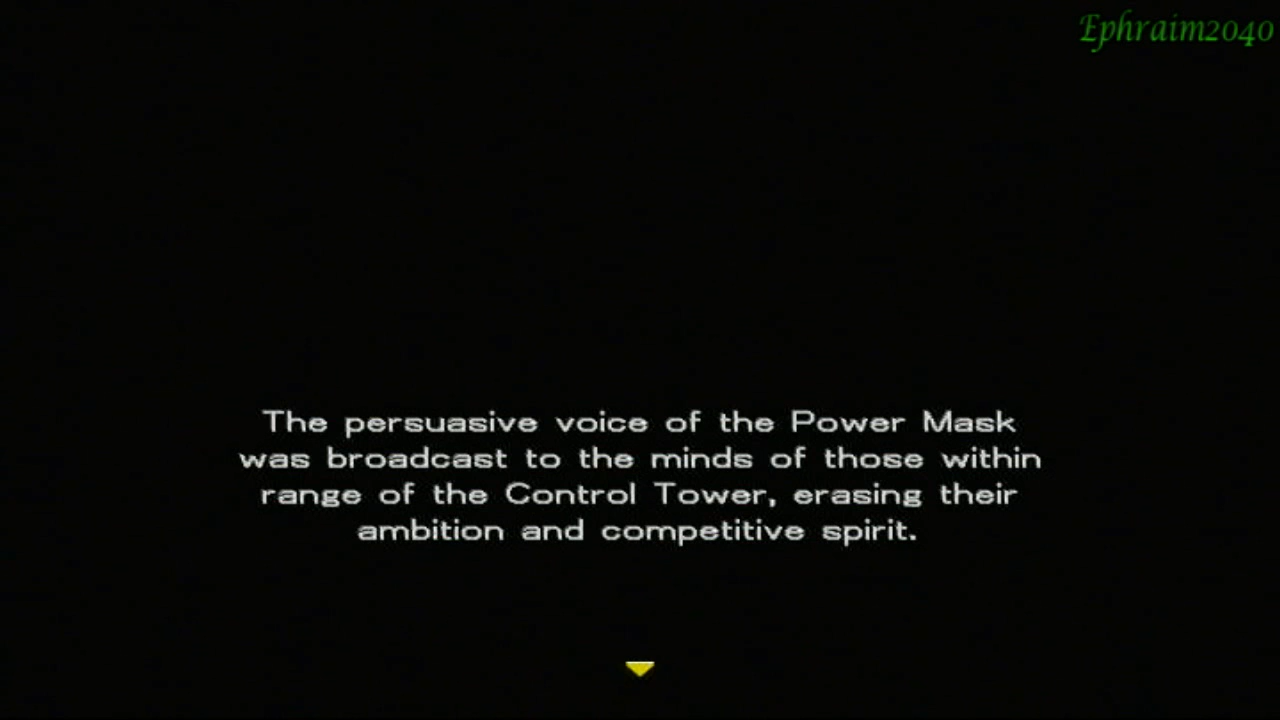 Ephraim2040
The persuasive voice of the Power Mask
was broadcast to the minds of those within
range of the Control Tower, erasing their
ambition and competitive spirit.